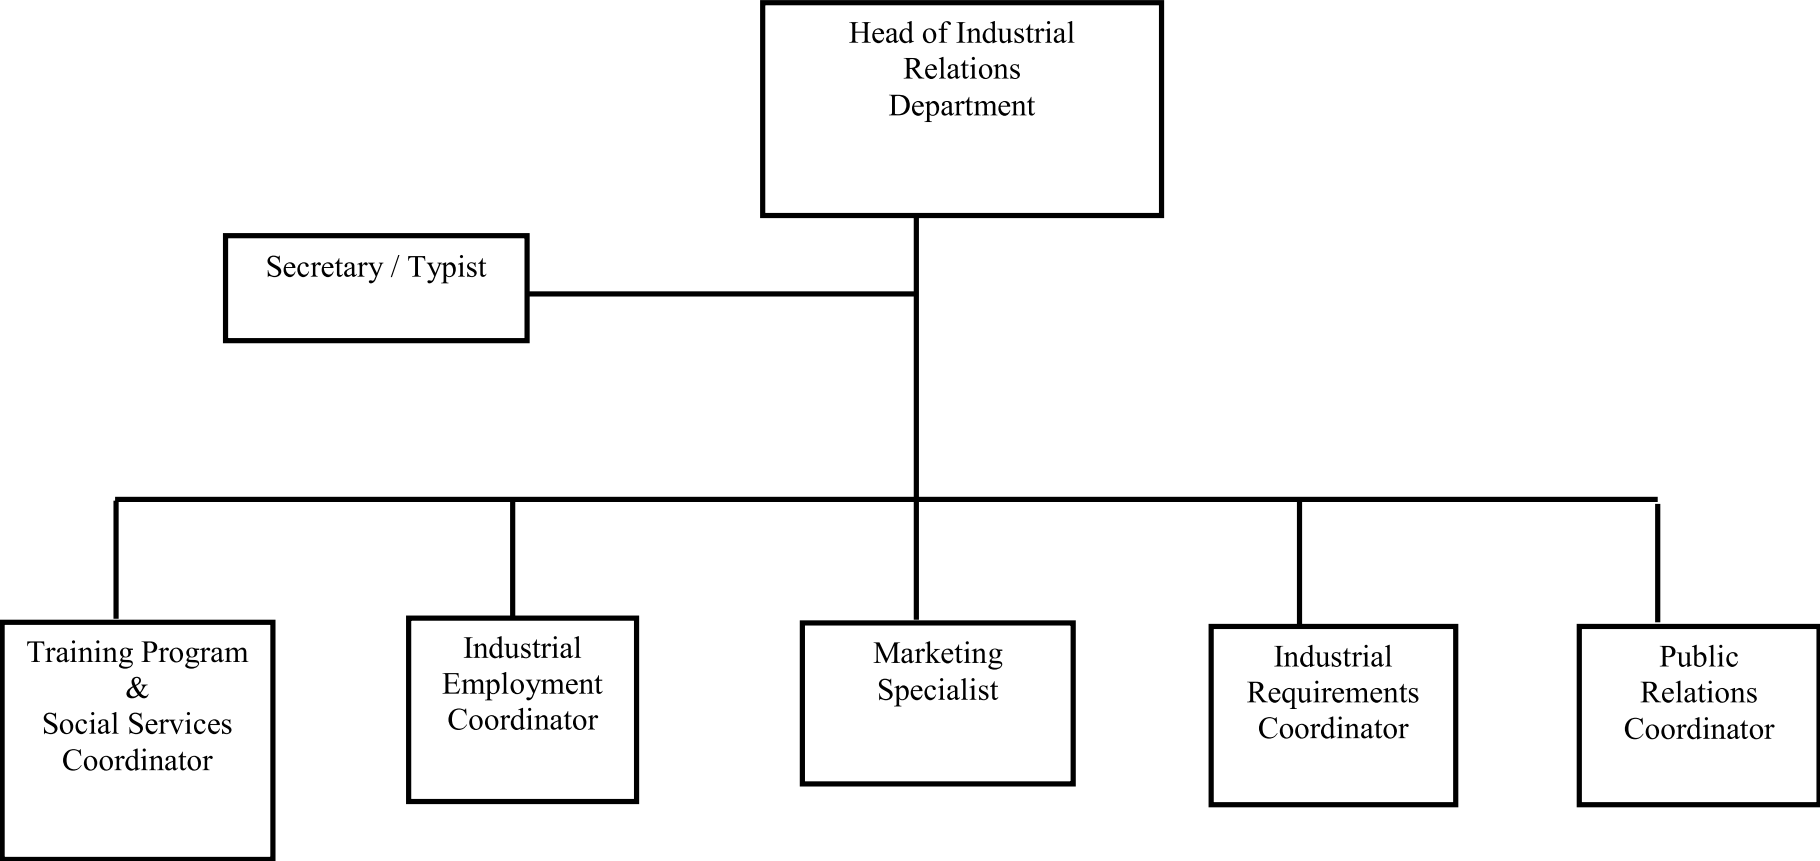 Head of Industrial
Relations
Department
Secretary / Typist
Training Program
&
Social Services
Coordinator
Industrial
Employment
Coordinator
Marketing
Specialist
Industrial
Requirements
Coordinator
Public
Relations
Coordinator